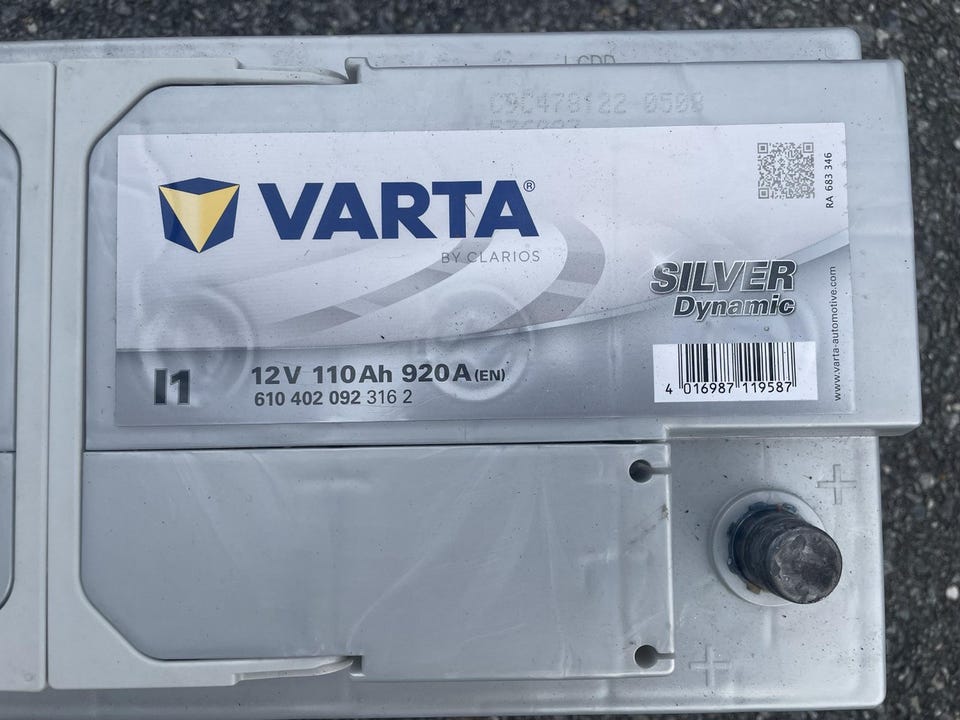 C9C478122-0508
VARTA®
BY CLARIOS
RA 683 346
SILVER
Dynamic
www.varta-automotive.com
I1
12V 110Ah 920A (EN)
610 402 092 316 2
4 016987 119587
+
+